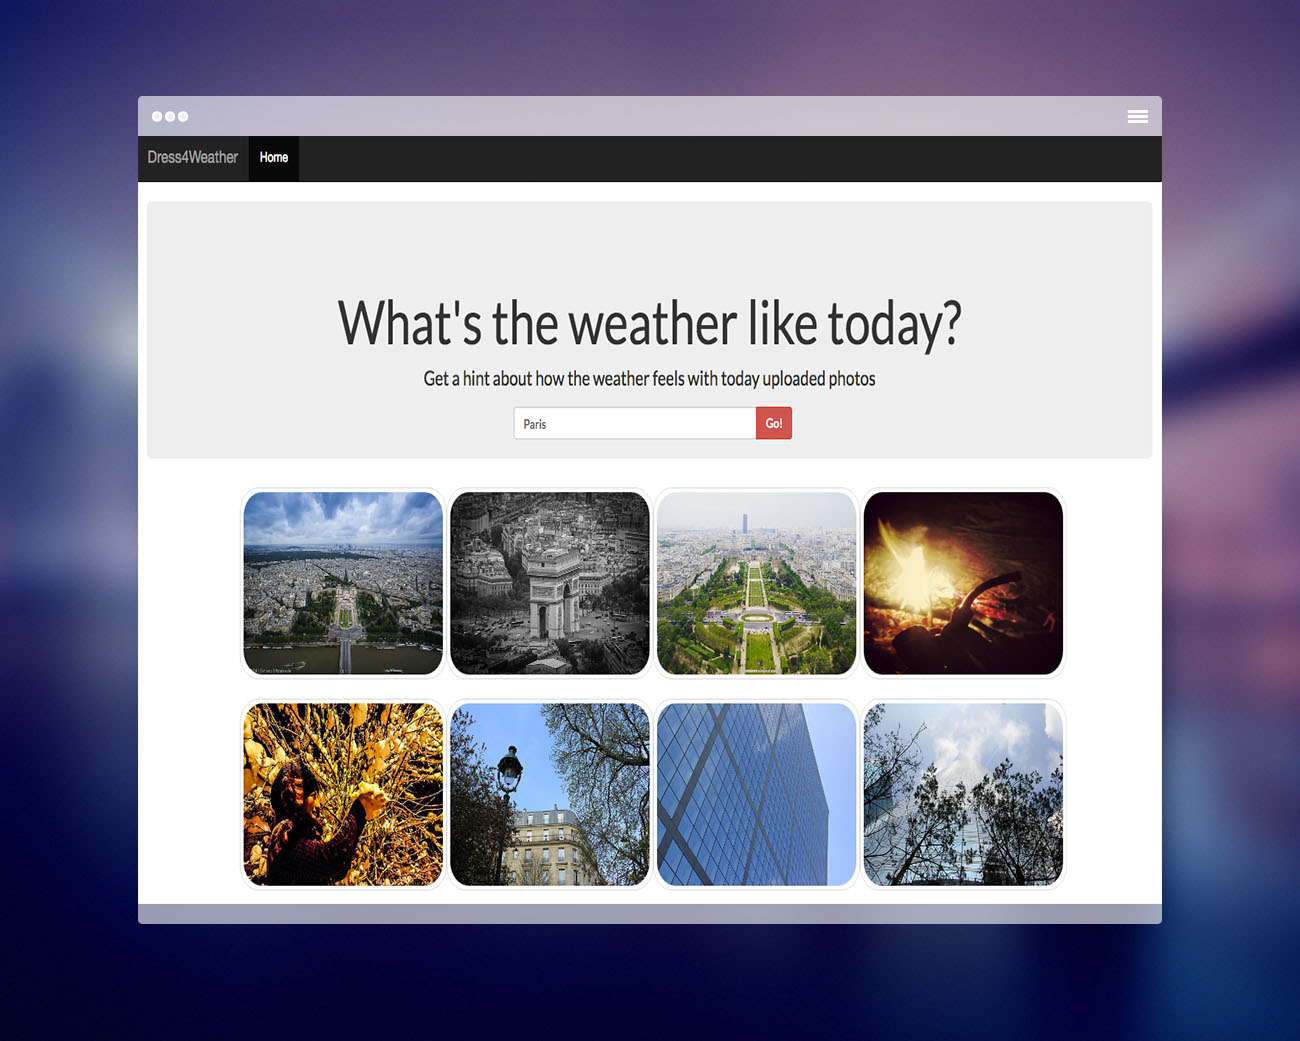 Dress4Weather
Home
What's the weather like today?
Get a hint about how the weather feels with today uploaded photos
Paris
Go!